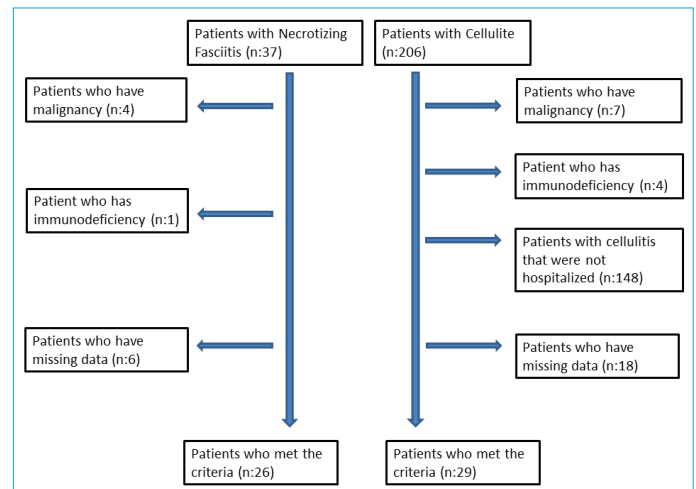 Patients with Necrotizing
Fasciitis (n:37)
Patients with Cellulite
(n:206)
Patients who have
malignancy (n:4)
Patients who have
malignancy (n:7)
Patient who has
immunodeficiency (n:1)
Patient who has
immunodeficiency (n:4)
Patients with cellulitis
that were not
hospitalized (n:148)
Patients who have
missing data (n:6)
Patients who have
missing data (n:18)
Patients who met the
criteria (n:26)
Patients who met the
criteria (n:29)